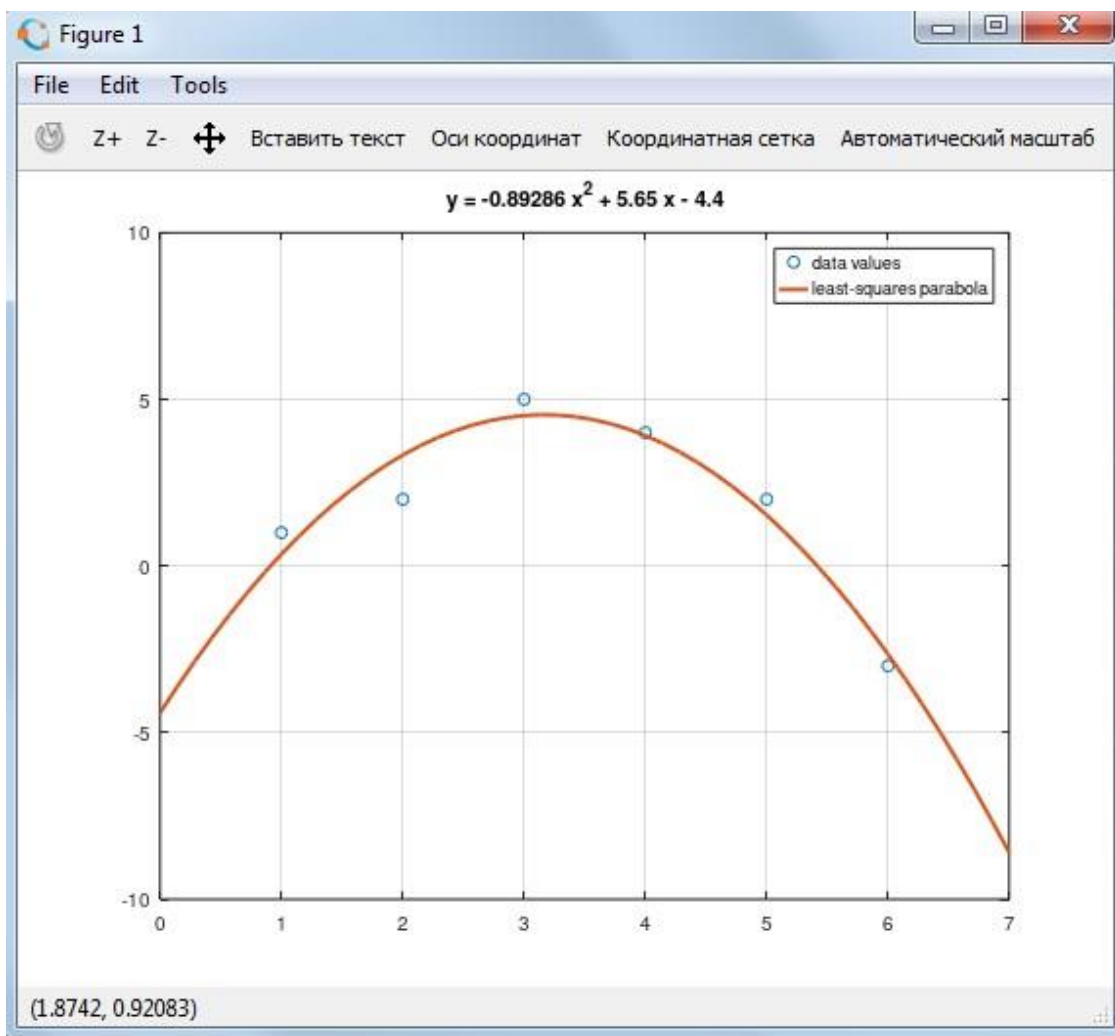 Figure 1
File Edit Tools
Z+ Z- Вставить текст Оси координат Координатная сетка Автоматический масштаб
y = -0.89286 x^2 + 5.65 x - 4.4
data values
least-squares parabola
10
5
0
-5
-10
0 1 2 3 4 5 6 7
(1.8742, 0.92083)